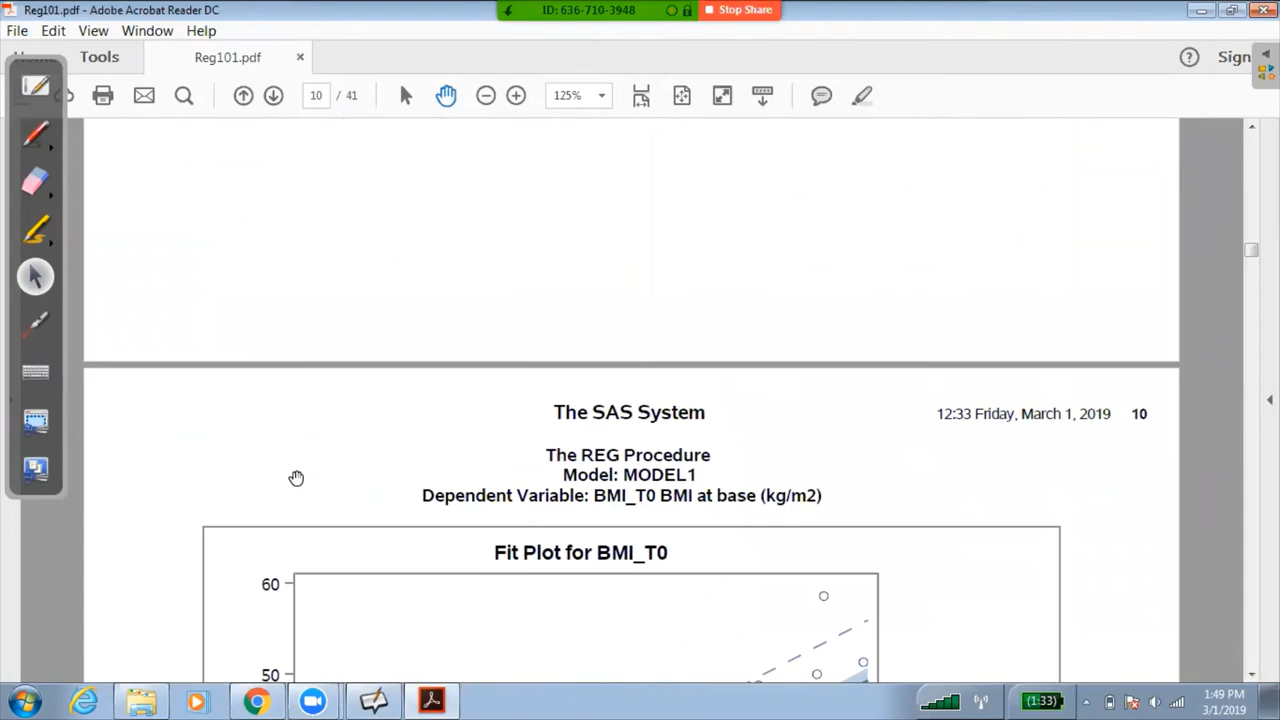 Reg101.pdf - Adobe Acrobat Reader DC
ID: 636-710-3948
Stop Share
File Edit View Window Help
Tools
Reg101.pdf
×
Sign
10 / 41
125%
The SAS System
12:33 Friday, March 1, 2019 10
The REG Procedure
Model: MODEL1
Dependent Variable: BMI_T0 BMI at base (kg/m2)
Fit Plot for BMI_T0
60
50
(1:33)
1:49 PM
3/1/2019